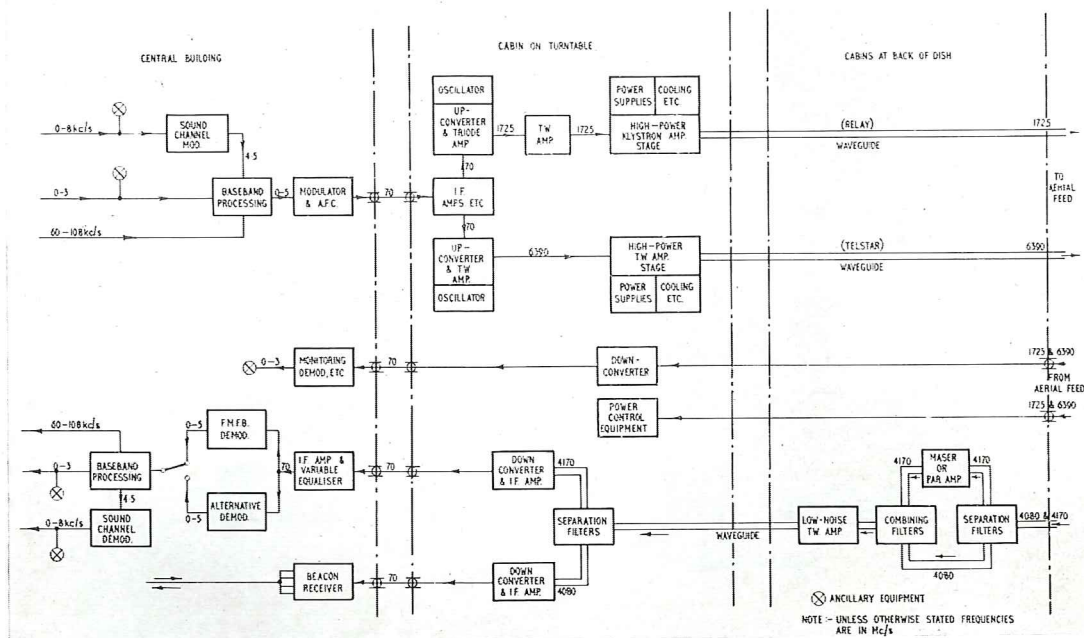 CENTRAL BUILDING
CABIN ON TURNTABLE
CABINS AT BACK OF DISH
0-8kc/s
SOUND
CHANNEL
MOD.
4·5
0-3
60-108kc/s
BASEBAND
PROCESSING
0-5
MODULATOR
& A.F.C.
70
OSCILLATOR
UP-
CONVERTER
& TRIODE
AMP
1725
T.W.
AMP.
1725
POWER
SUPPLIES
COOLING
ETC.
HIGH-POWER
KLYSTRON AMP.
STAGE
(RELAY)
WAVEGUIDE
1725
70
I.F.
AMPS ETC
70
TO
AERIAL
FEED
UP-
CONVERTER
& TW
AMP.
OSCILLATOR
6390
HIGH-POWER
T.W. AMP.
STAGE
POWER
SUPPLIES
COOLING
ETC.
(TELSTAR)
WAVEGUIDE
6390
0-3
MONITORING
DEMOD, ETC
70
DOWN-
CONVERTER
1725 & 6390
FROM
AERIAL FEED
POWER
CONTROL
EQUIPMENT
1725 & 6390
60-108kc/s
0-3
BASEBAND
PROCESSING
4·5
0-8kc/s
SOUND
CHANNEL
DEMOD.
0-5
F.M.F.B.
DEMOD.
0-5
ALTERNATIVE
DEMOD.
70
I.F. AMP &
VARIABLE
EQUALISER
70
DOWN
CONVERTER
& I.F. AMP.
4170
SEPARATION
FILTERS
WAVEGUIDE
LOW-NOISE
T.W. AMP
COMBINING
FILTERS
4170
MASER
OR
PAR AMP
4170
SEPARATION
FILTERS
4080 & 4170
4080
BEACON
RECEIVER
70
DOWN
CONVERTER
& I.F. AMP.
4080
ANCILLARY EQUIPMENT
NOTE :- UNLESS OTHERWISE STATED FREQUENCIES
ARE IN Mc/s